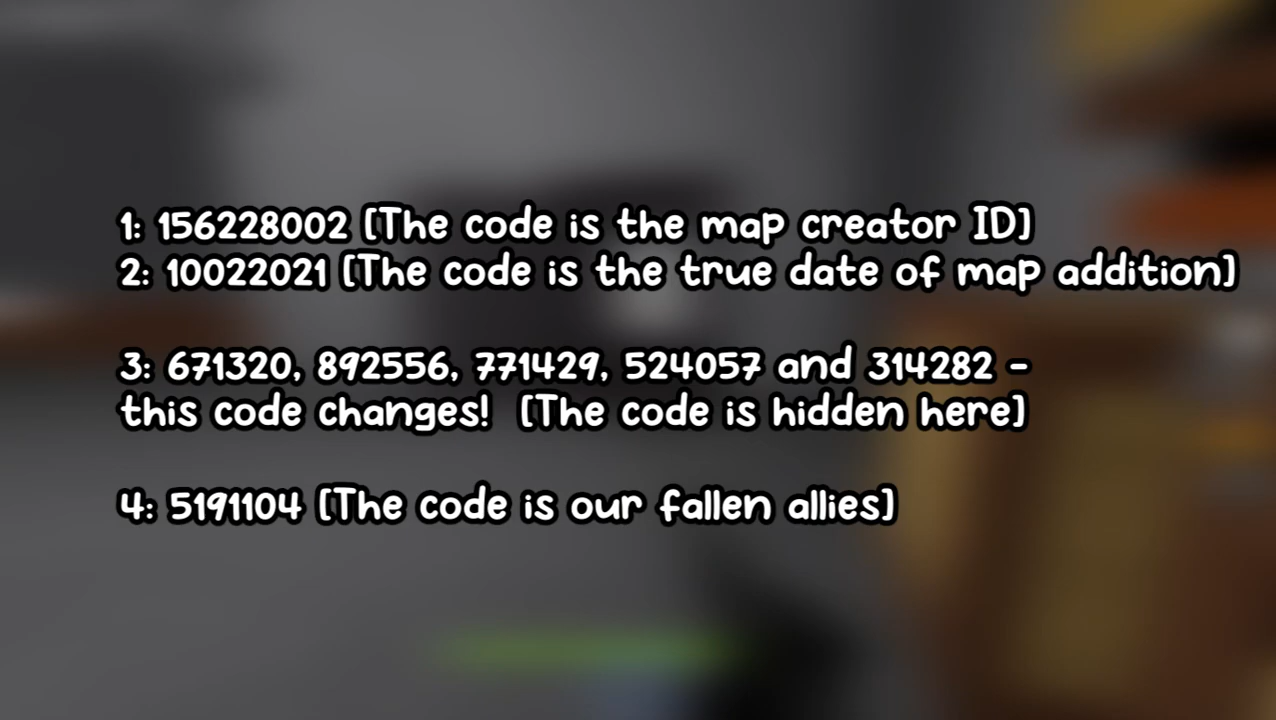 1: 156228002 [The code is the map creator ID]
2: 10022021 [The code is the true date of map addition]
3: 671320, 892556, 771429, 524057 and 314282 -
this code changes! [The code is hidden here]
4: 5191104 [The code is our fallen allies]